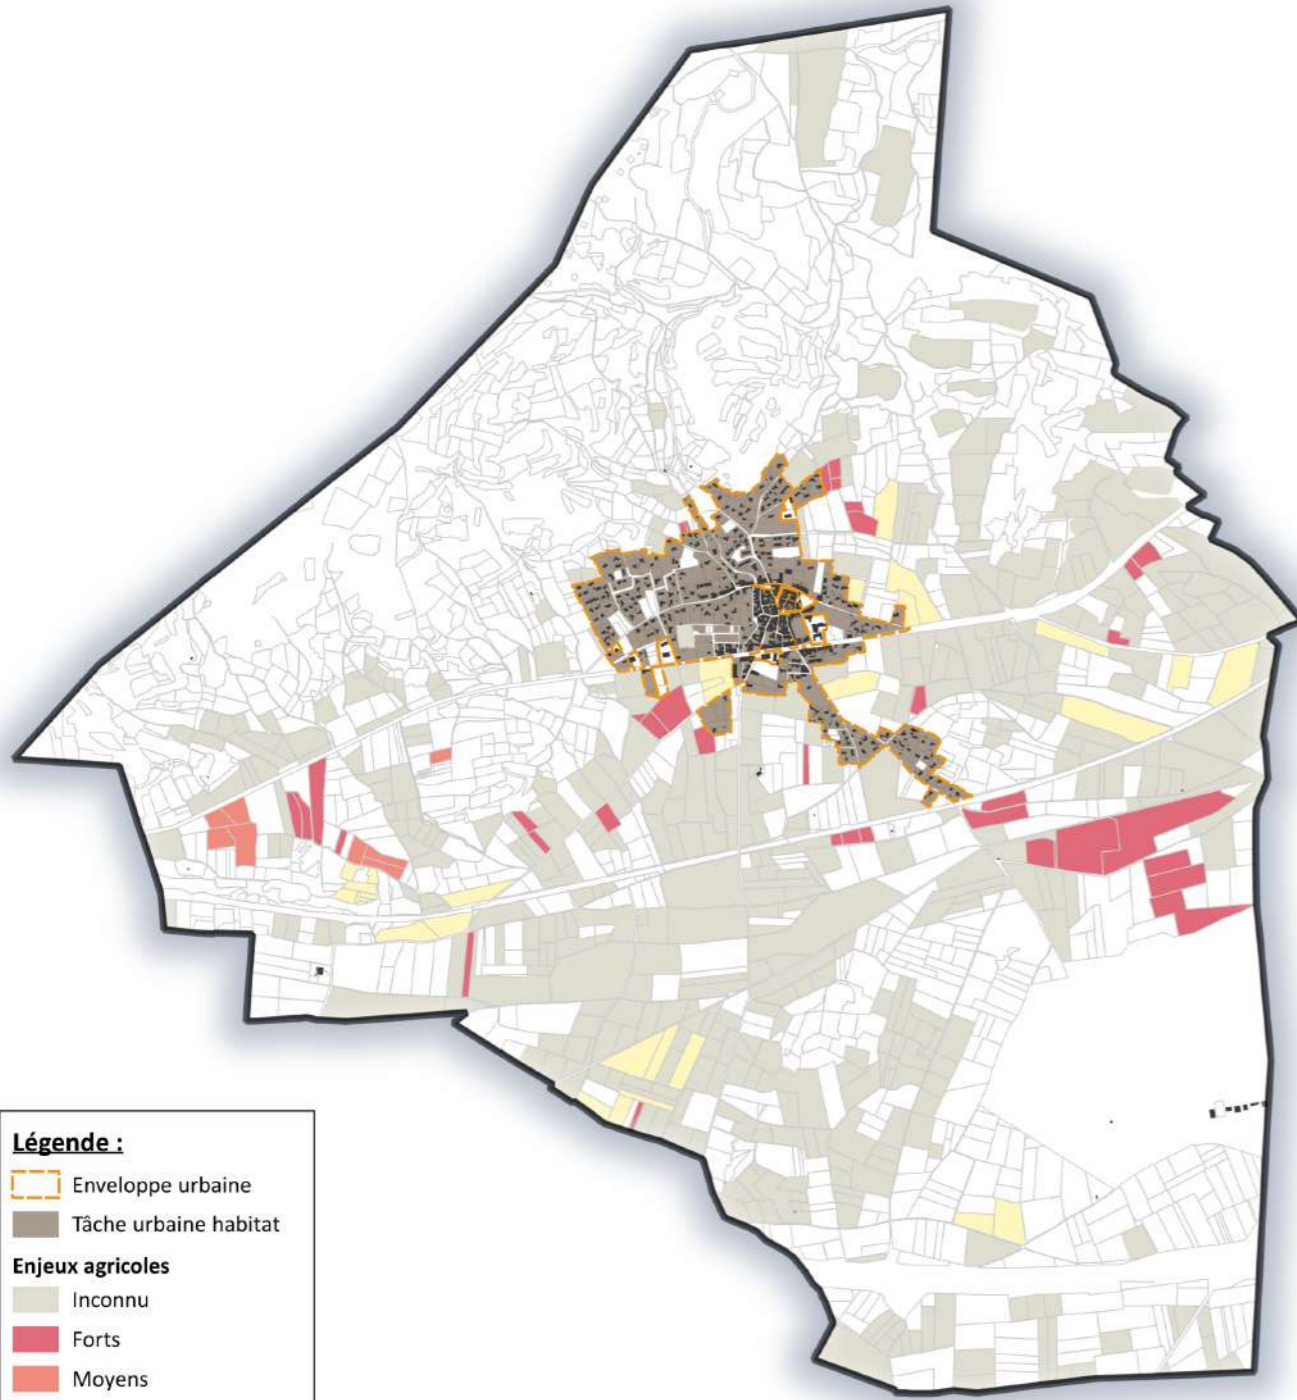 Légende :
Enveloppe urbaine
Tâche urbaine habitat
Enjeux agricoles
Inconnu
Forts
Moyens